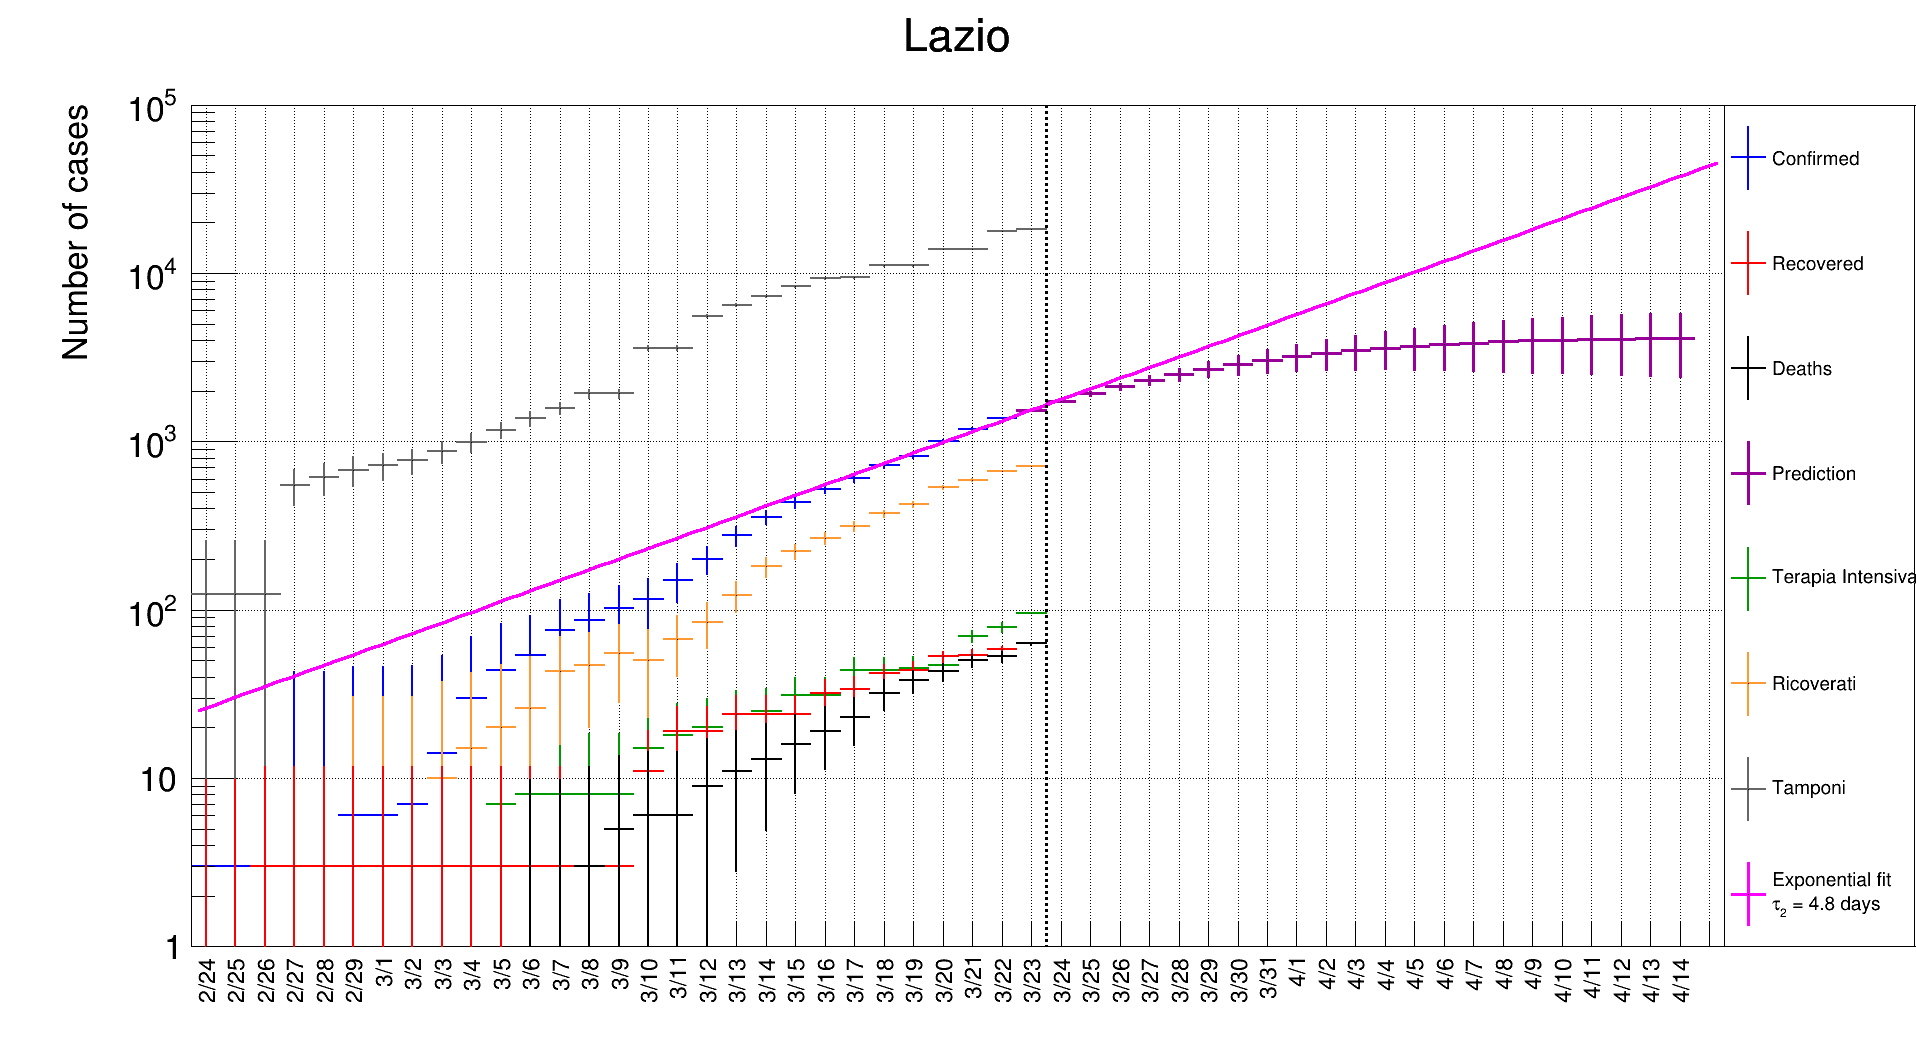 Lazio
Number of cases
10^5
10^4
10^3
10^2
10
1
2/24 2/25 2/26 2/27 2/28 2/29 3/1 3/2 3/3 3/4 3/5 3/6 3/7 3/8 3/9 3/10 3/11 3/12 3/13 3/14 3/15 3/16 3/17 3/18 3/19 3/20 3/21 3/22 3/23 3/24 3/25 3/26 3/27 3/28 3/29 3/30 3/31 4/1 4/2 4/3 4/4 4/5 4/6 4/7 4/8 4/9 4/10 4/11 4/12 4/13 4/14
Confirmed
Recovered
Deaths
Prediction
Terapia Intensiva
Ricoverati
Tamponi
Exponential fit
τ_2 = 4.8 days